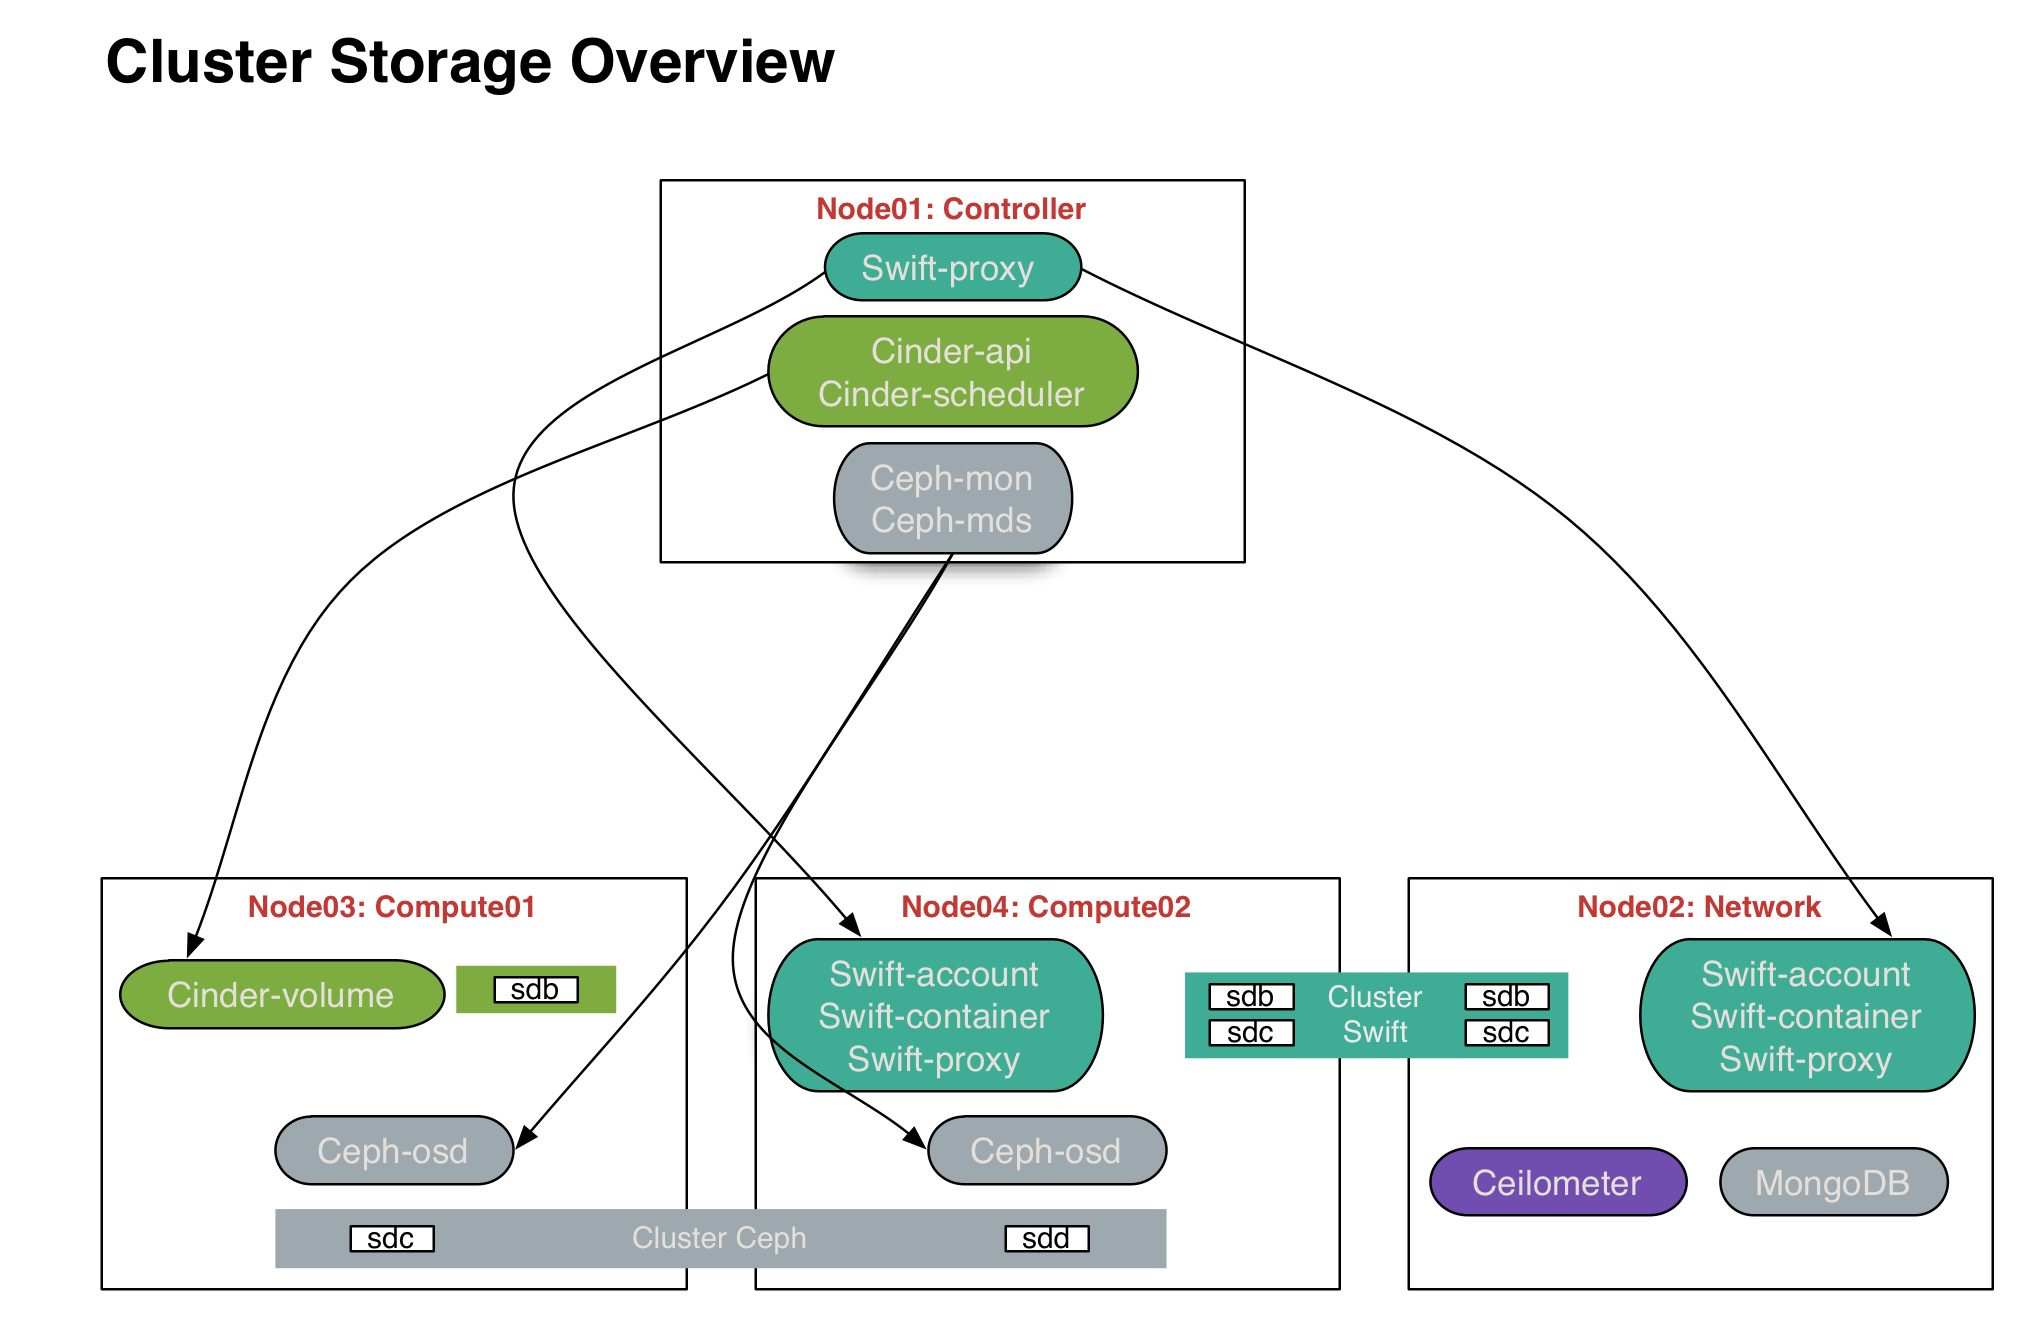 Cluster Storage Overview
Node01: Controller
Swift-proxy
Cinder-api
Cinder-scheduler
Ceph-mon
Ceph-mds
Node03: Compute01
Cinder-volume
sdb
Ceph-osd
Node04: Compute02
Swift-account
Swift-container
Swift-proxy
Ceph-osd
sdc Cluster Ceph sdd
sdb Cluster sdb
sdc Swift sdc
Node02: Network
Swift-account
Swift-container
Swift-proxy
Ceilometer
MongoDB